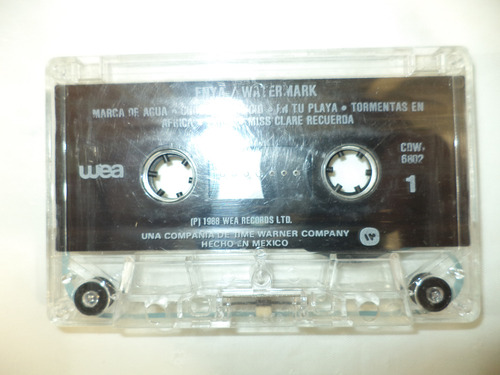 ENYA / WATERMARK
MARCA DE AGUA • • EN TU PLAYA • TORMENTAS EN
AFRICA • MISS CLARE RECUERDA
wea
CDW-
6802
1
(P) 1988 WEA RECORDS LTD.
UNA COMPAÑIA DE TIME WARNER COMPANY
HECHO EN MEXICO